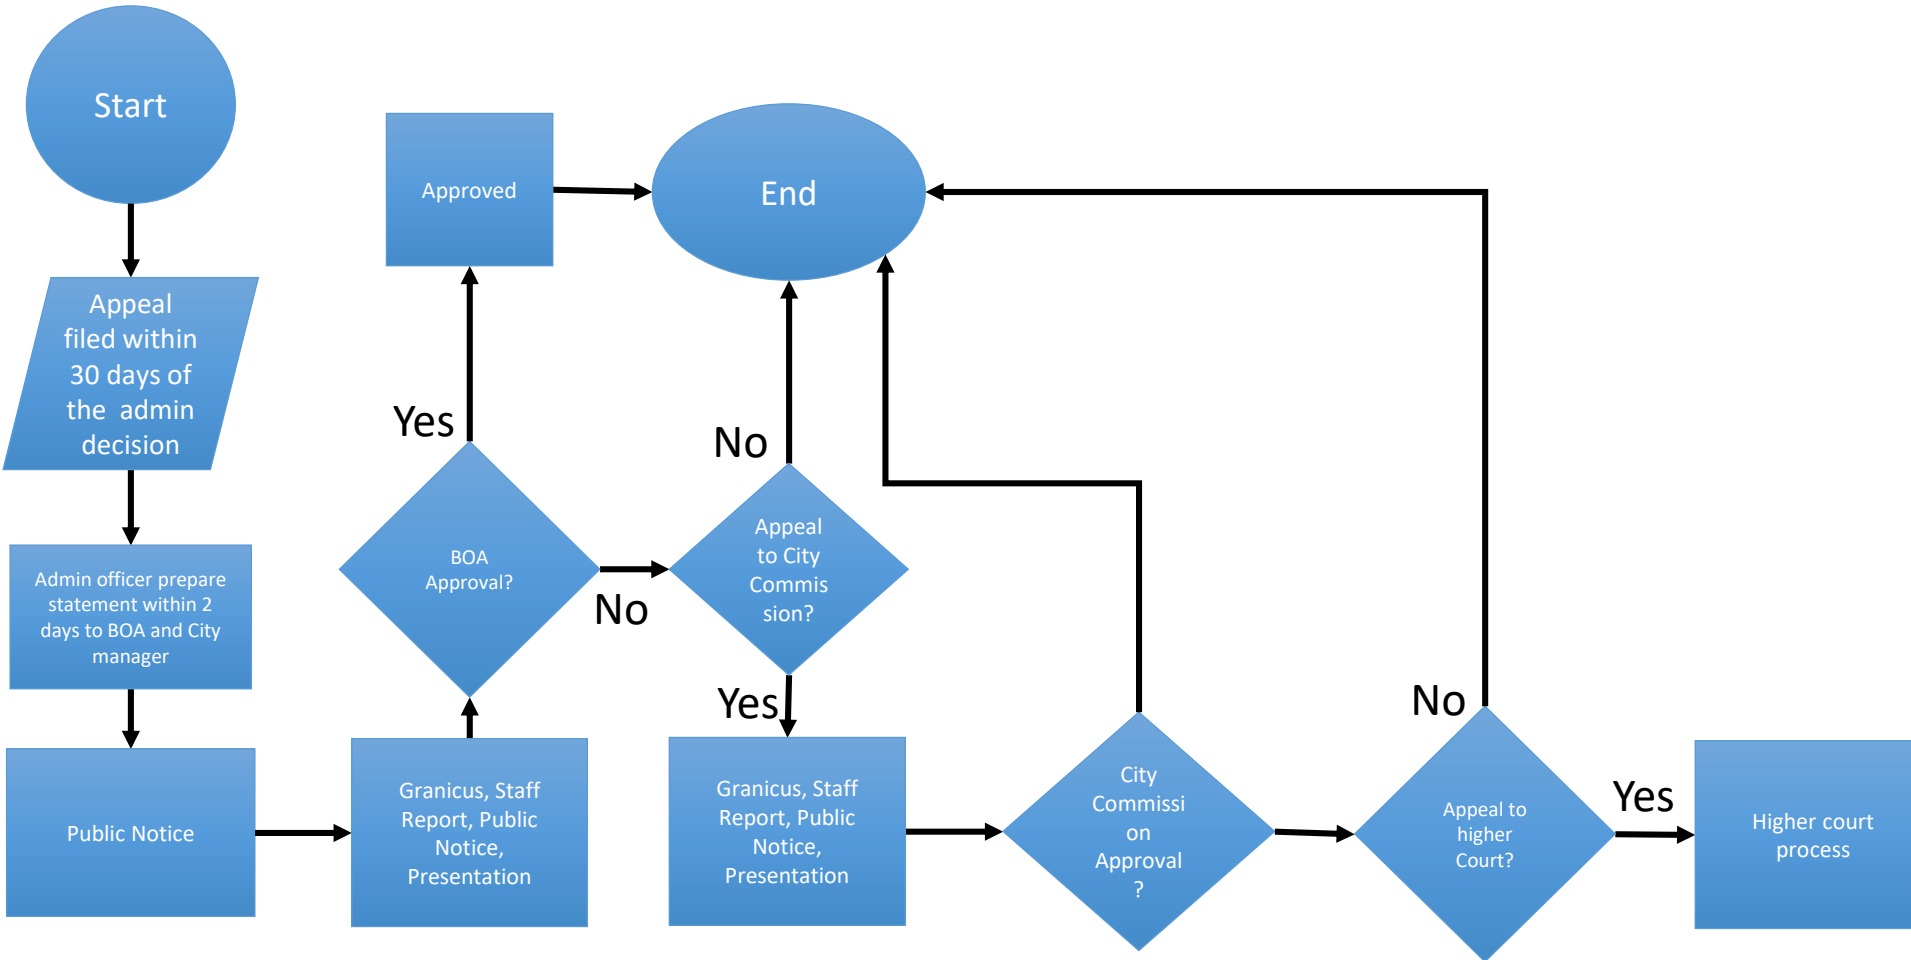 Start
Appeal
filed within
30 days of
the  admin
decision
Admin officer prepare
statement within 2
days to BOA and City
manager
Public Notice
Granicus, Staff
Report, Public
Notice,
Presentation
BOA
Approval?
Yes
Approved
End
No
Appeal
to City
Commis
sion?
No
Yes
Granicus, Staff
Report, Public
Notice,
Presentation
City
Commissi
on
Approval
?
Appeal to
higher
Court?
No
Yes
Higher court
process